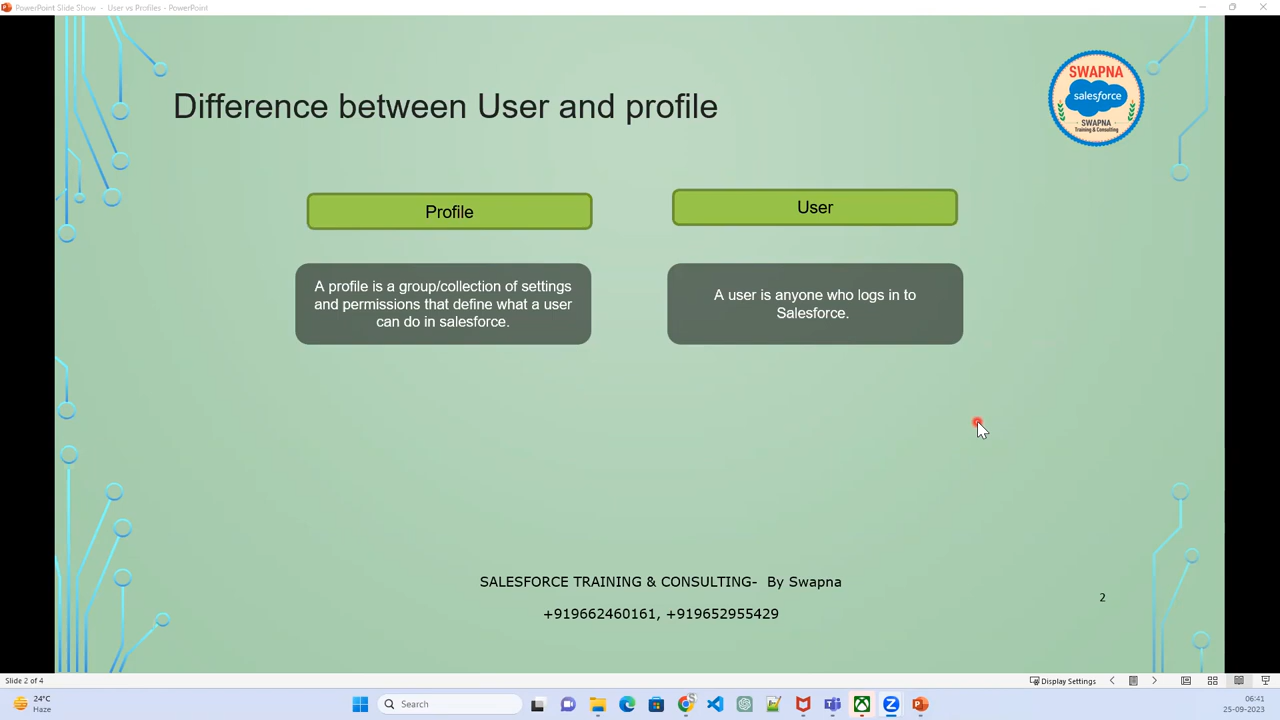 PowerPoint Slide Show - User vs Profiles - PowerPoint
Difference between User and profile
SWAPNA
salesforce
SWAPNA
Training & Consulting
Profile
User
A profile is a group/collection of settings
and permissions that define what a user
can do in salesforce.
A user is anyone who logs in to
Salesforce.
SALESFORCE TRAINING & CONSULTING- By Swapna
+919662460161, +919652955429
2
Slide 2 of 4
Display Settings
24°C
Haze
Search
06:41
25-09-2023